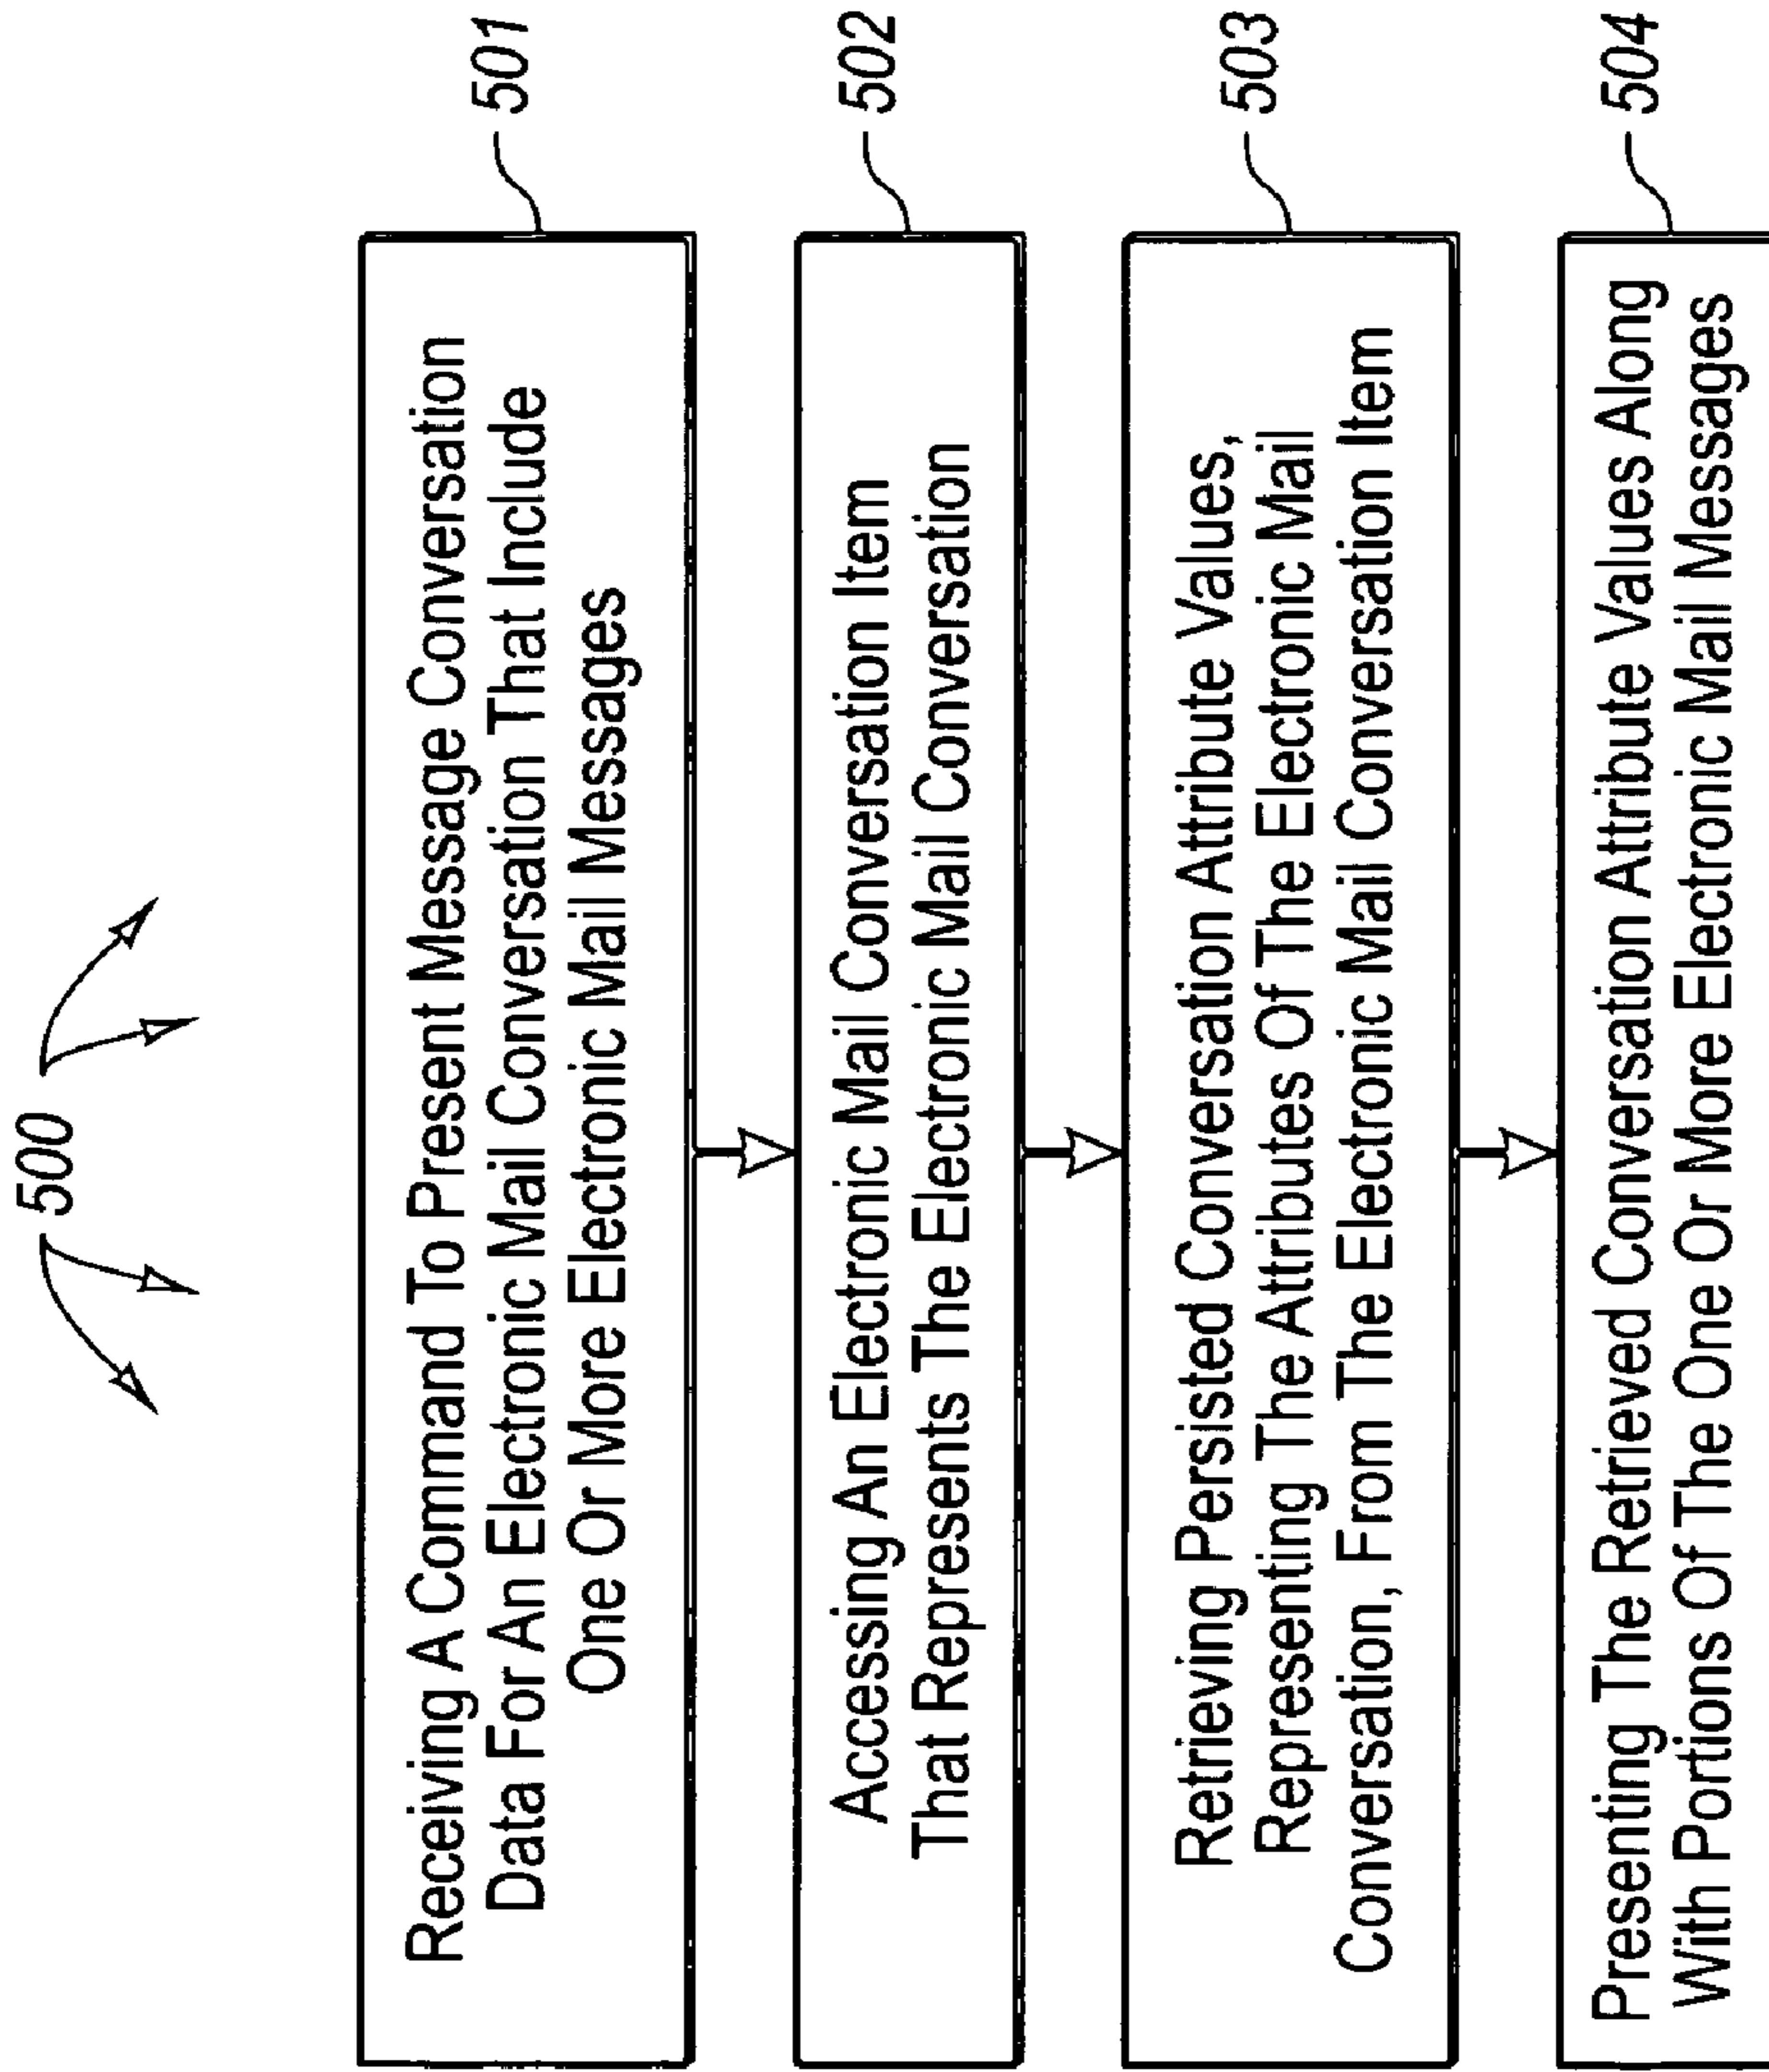 500
Receiving A Command To Present Message Conversation
Data For An Electronic Mail Conversation That Include
One Or More Electronic Mail Messages
501
Accessing An Electronic Mail Conversation Item
That Represents The Electronic Mail Conversation
502
Retrieving Persisted Conversation Attribute Values,
Representing The Attributes Of The Electronic Mail
Conversation, From The Electronic Mail Conversation Item
503
Presenting The Retrieved Conversation Attribute Values Along
With Portions Of The One Or More Electronic Mail Messages
504